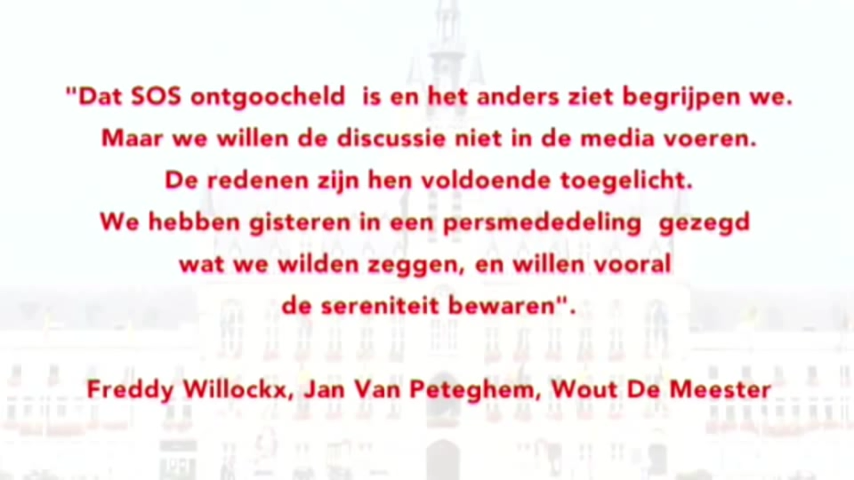 "Dat SOS ontgoocheld  is en het anders ziet begrijpen we.
Maar we willen de discussie niet in de media voeren.
De redenen zijn hen voldoende toegelicht.
We hebben gisteren in een persmededeling  gezegd
wat we wilden zeggen, en willen vooral
de sereniteit bewaren".
Freddy Willockx, Jan Van Peteghem, Wout De Meester